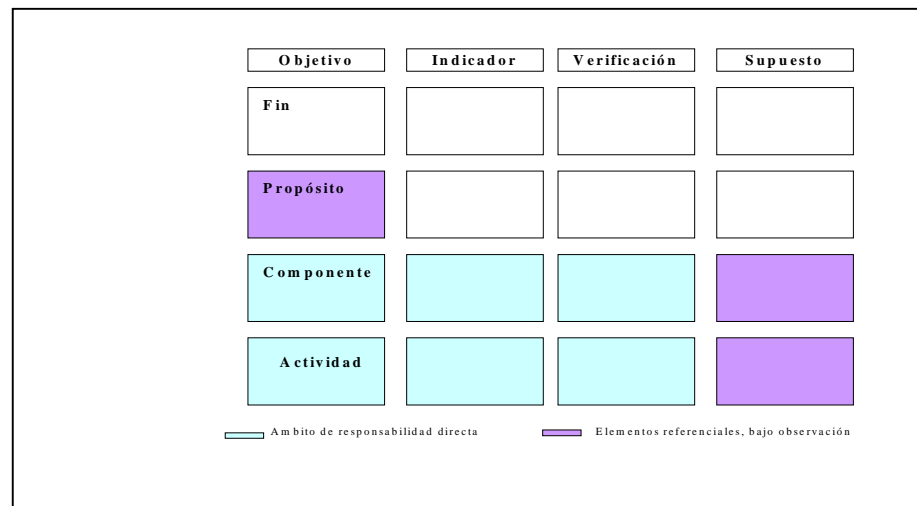 Objetivo Indicador Verificación Supuesto
Fin
Propósito
Componente
Actividad
Ambito de responsabilidad directa Elementos referenciales, bajo observación